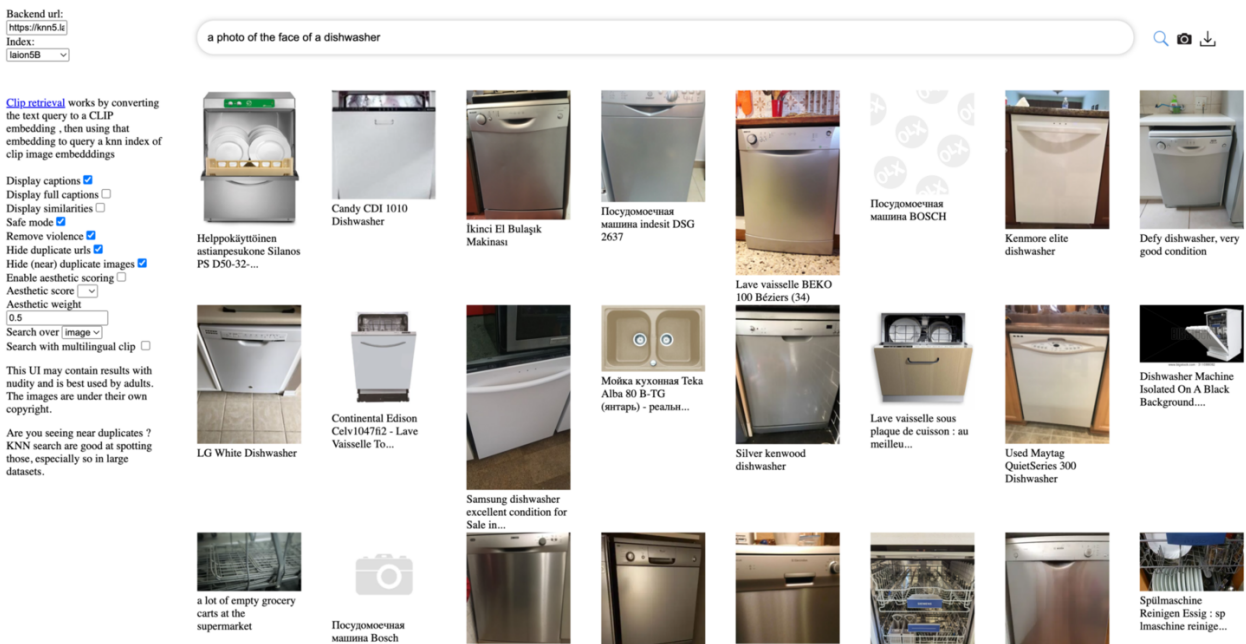 Backend url:
https://knn5.la
Index:
laion5B
a photo of the face of a dishwasher
Clip retrieval works by converting
the text query to a CLIP
embedding , then using that
embedding to query a knn index of
clip image embedddings
Display captions
Display full captions
Display similarities
Safe mode
Remove violence
Hide duplicate urls
Hide (near) duplicate images
Enable aesthetic scoring
Aesthetic score
Aesthetic weight
0.5
Search over image
Search with multilingual clip
This UI may contain results with
nudity and is best used by adults.
The images are under their own
copyright.
Are you seeing near duplicates ?
KNN search are good at spotting
those, especially so in large
datasets.
Helppokäyttöinen
astianpesukone Silanos
PS D50-32-...
Candy CDI 1010
Dishwasher
İkinci El Bulaşık
Makinası
Посудомоечная
машина indesit DSG
2637
Lave vaisselle BEKO
100 Béziers (34)
OLX
OLX
OLX
Посудомоечная
машина BOSCH
Kenmore elite
dishwasher
Defy dishwasher, very
good condition
LG White Dishwasher
Continental Edison
Celv1047fi2 - Lave
Vaisselle To...
Samsung dishwasher
excellent condition for
Sale in...
Мойка кухонная Teka
Alba 80 B-TG
(янтарь) - реальн...
Silver kenwood
dishwasher
Lave vaisselle sous
plaque de cuisson : au
meilleu...
Used Maytag
QuietSeries 300
Dishwasher
Dishwasher Machine
Isolated On A Black
Background....
a lot of empty grocery
carts at the
supermarket
Посудомоечная
машина Bosch
Spülmaschine
Reinigen Essig : sp
lmaschine reinige...